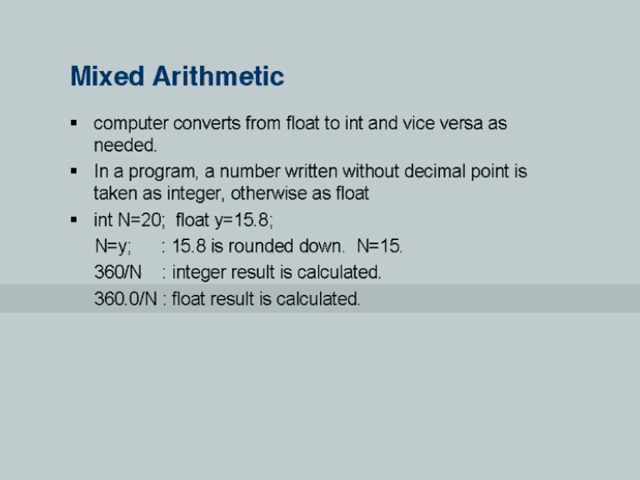 Mixed Arithmetic
▪ computer converts from float to int and vice versa as
needed.
▪ In a program, a number written without decimal point is
taken as integer, otherwise as float
▪ int N=20; float y=15.8;
N=y; : 15.8 is rounded down. N=15.
360/N : integer result is calculated.
360.0/N : float result is calculated.